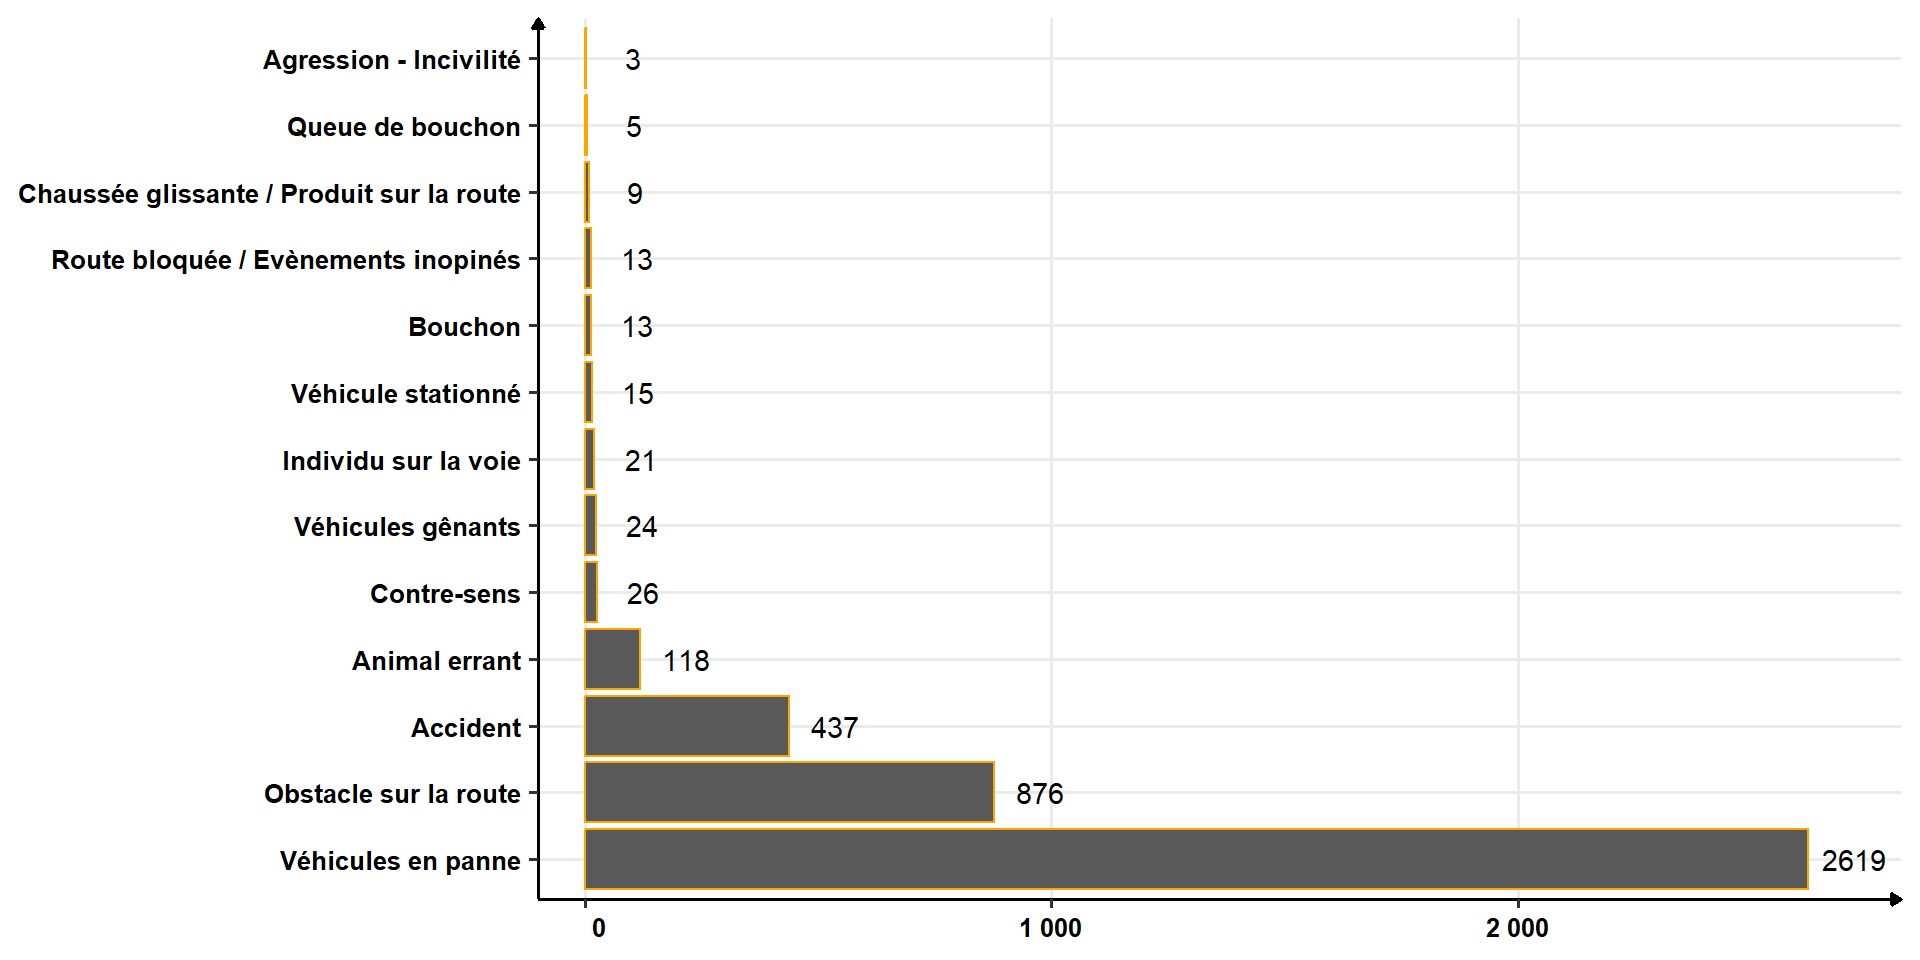 Agression - Incivilité 3
Queue de bouchon 5
Chaussée glissante / Produit sur la route 9
Route bloquée / Evènements inopinés 13
Bouchon 13
Véhicule stationné 15
Individu sur la voie 21
Véhicules gênants 24
Contre-sens 26
Animal errant 118
Accident 437
Obstacle sur la route 876
Véhicules en panne 2619
0 1 000 2 000